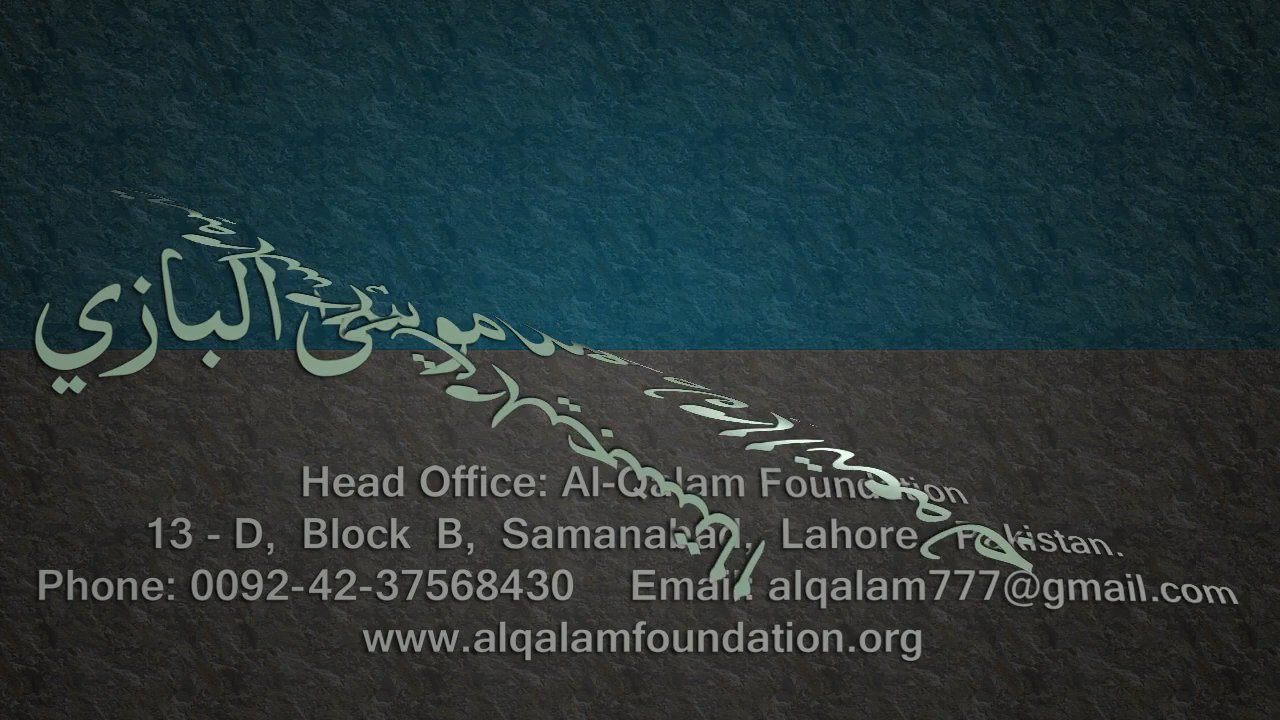 موسى البازي
Head Office: Al-Qalam Foundation
13 - D, Block B, Samanabad, Lahore, Pakistan.
Phone: 0092-42-37568430 Email: alqalam777@gmail.com
www.alqalamfoundation.org